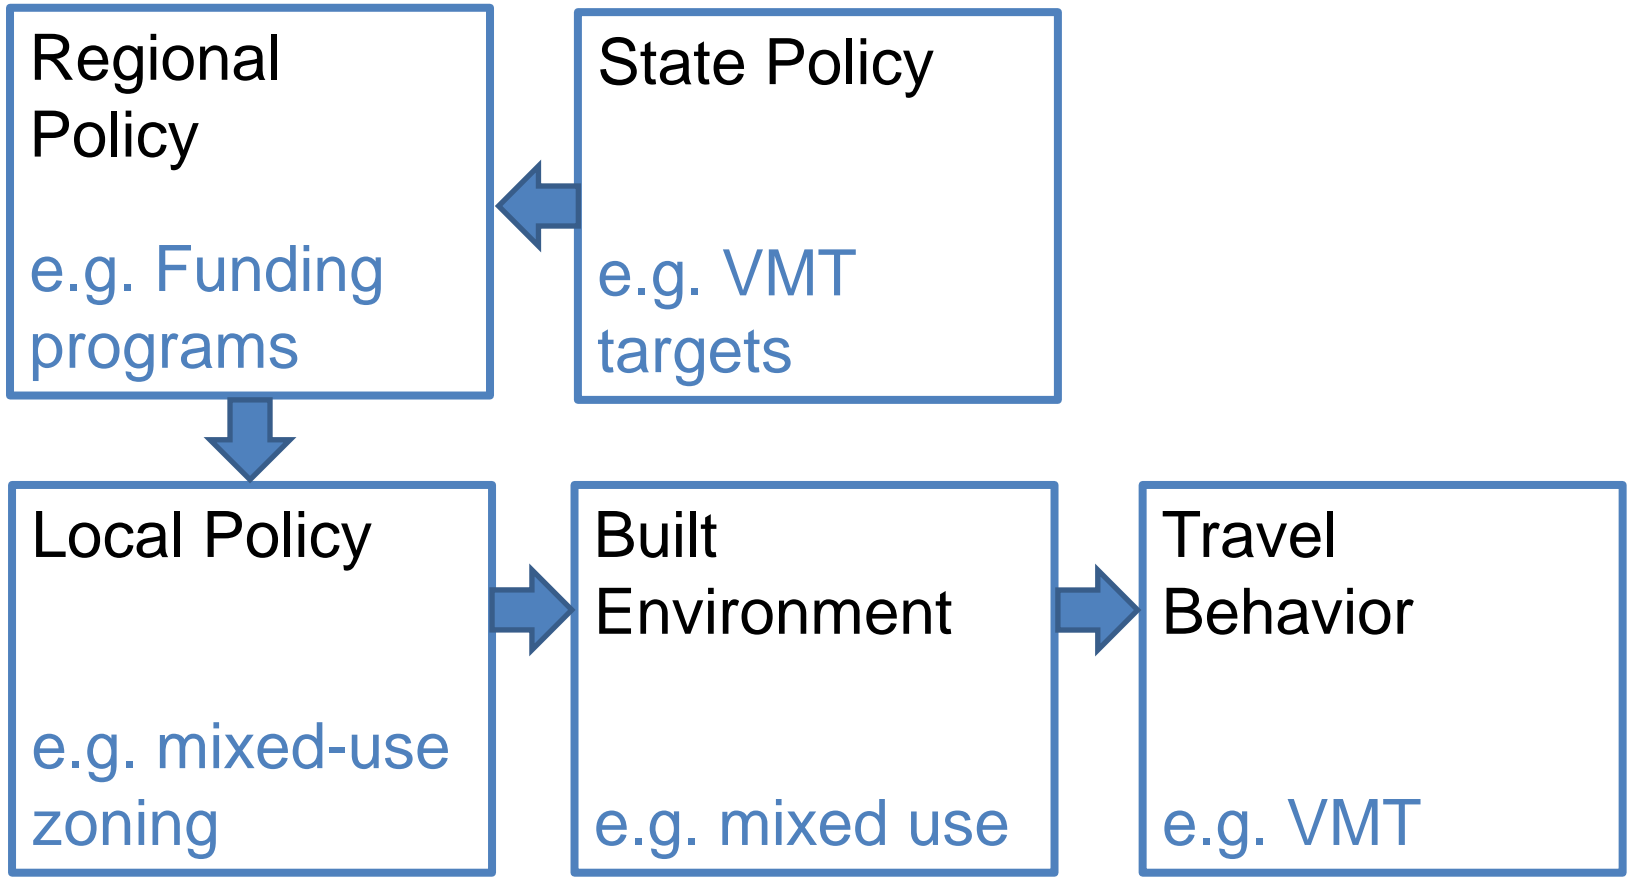 Regional
Policy
e.g. Funding
programs
State Policy
e.g. VMT
targets
Local Policy
e.g. mixed-use
zoning
Built
Environment
e.g. mixed use
Travel
Behavior
e.g. VMT